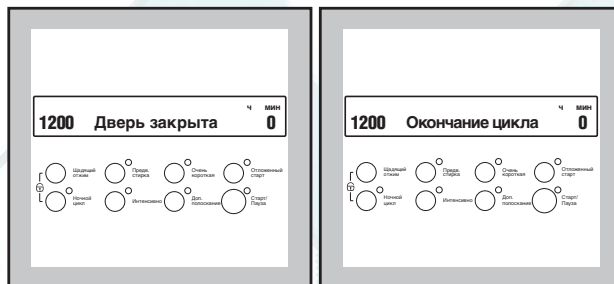 ч мин
1200 Дверь закрыта 0
Щадящий отжим
Предв. стирка
Очень короткая
Отложенный старт
Ночной цикл
Интенсивно
Доп. полоскание
Старт/ Пауза
ч мин
1200 Окончание цикла 0
Щадящий отжим
Предв. стирка
Очень короткая
Отложенный старт
Ночной цикл
Интенсивно
Доп. полоскание
Старт/ Пауза